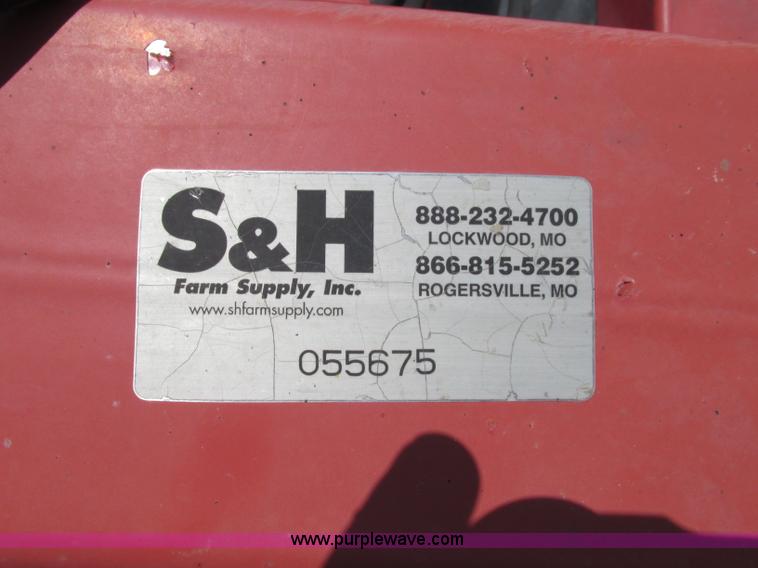 S&H
Farm Supply, Inc.
www.shfarmsupply.com
888-232-4700
LOCKWOOD, MO
866-815-5252
ROGERSVILLE, MO
055675
www.purplewave.com